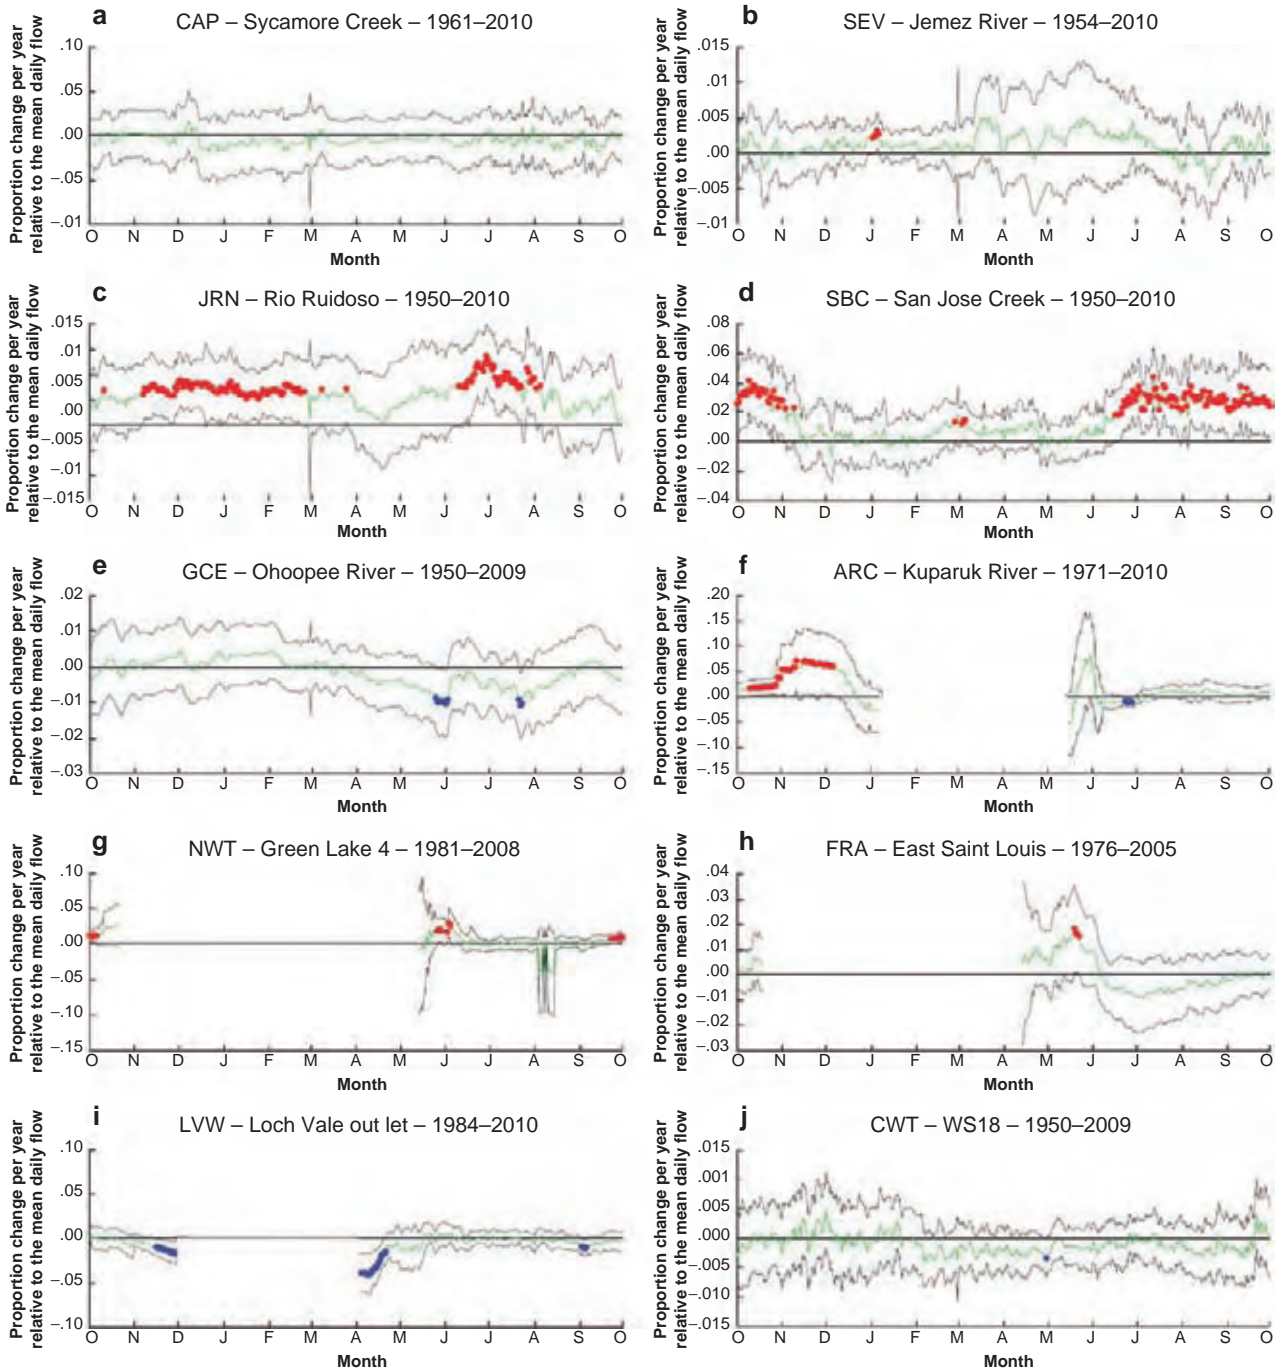 a CAP – Sycamore Creek – 1961–2010
Proportion change per year
relative to the mean daily flow
.10
.05
.00
–.05
–.01
O N D J F M A M J J A S O
Month
b SEV – Jemez River – 1954–2010
Proportion change per year
relative to the mean daily flow
.015
.01
.005
.00
–.005
–.01
O N D J F M A M J J A S O
Month
c JRN – Rio Ruidoso – 1950–2010
Proportion change per year
relative to the mean daily flow
.015
.01
.005
.00
–.005
–.01
–.015
O N D J F M A M J J A S O
Month
d SBC – San Jose Creek – 1950–2010
Proportion change per year
relative to the mean daily flow
.08
.06
.04
.02
.00
–.02
–.04
O N D J F M A M J J A S O
Month
e GCE – Ohoopee River – 1950–2009
Proportion change per year
relative to the mean daily flow
.02
.01
.00
–.01
–.02
–.03
O N D J F M A M J J A S O
Month
f ARC – Kuparuk River – 1971–2010
Proportion change per year
relative to the mean daily flow
.20
.15
.10
.05
.00
–.05
–.10
–.15
O N D J F M A M J J A S O
Month
g NWT – Green Lake 4 – 1981–2008
Proportion change per year
relative to the mean daily flow
.10
.05
.00
–.05
–.10
–.15
O N D J F M A M J J A S O
Month
h FRA – East Saint Louis – 1976–2005
Proportion change per year
relative to the mean daily flow
.04
.03
.02
.01
.00
–.01
–.02
–.03
O N D J F M A M J J A S O
Month
i LVW – Loch Vale out let – 1984–2010
Proportion change per year
relative to the mean daily flow
.10
.05
.00
–.05
–.10
O N D J F M A M J J A S O
Month
j CWT – WS18 – 1950–2009
Proportion change per year
relative to the mean daily flow
.015
.005
.000
–.005
–.010
–.015
O N D J F M A M J J A S O
Month